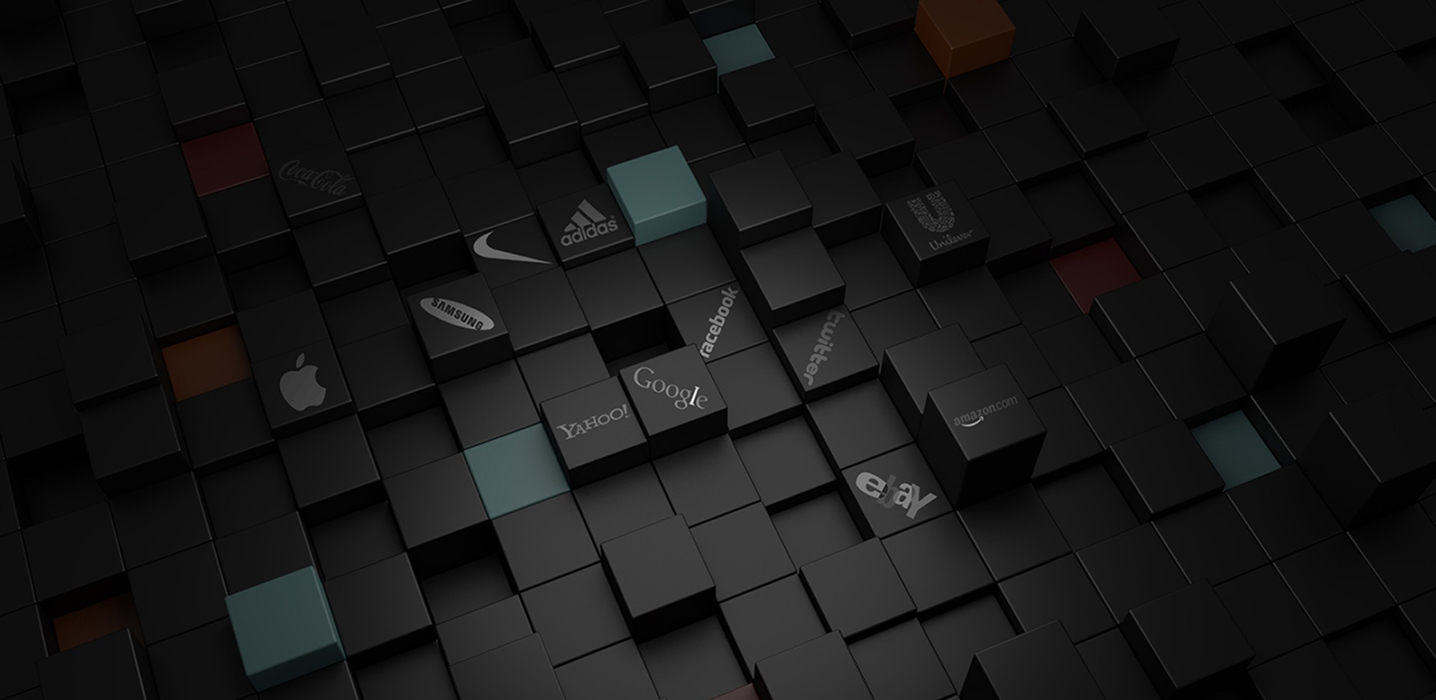 Coca-Cola
adidas
Unilever
SAMSUNG
facebook
twitter
Google
YAHOO!
amazon.com
ebay